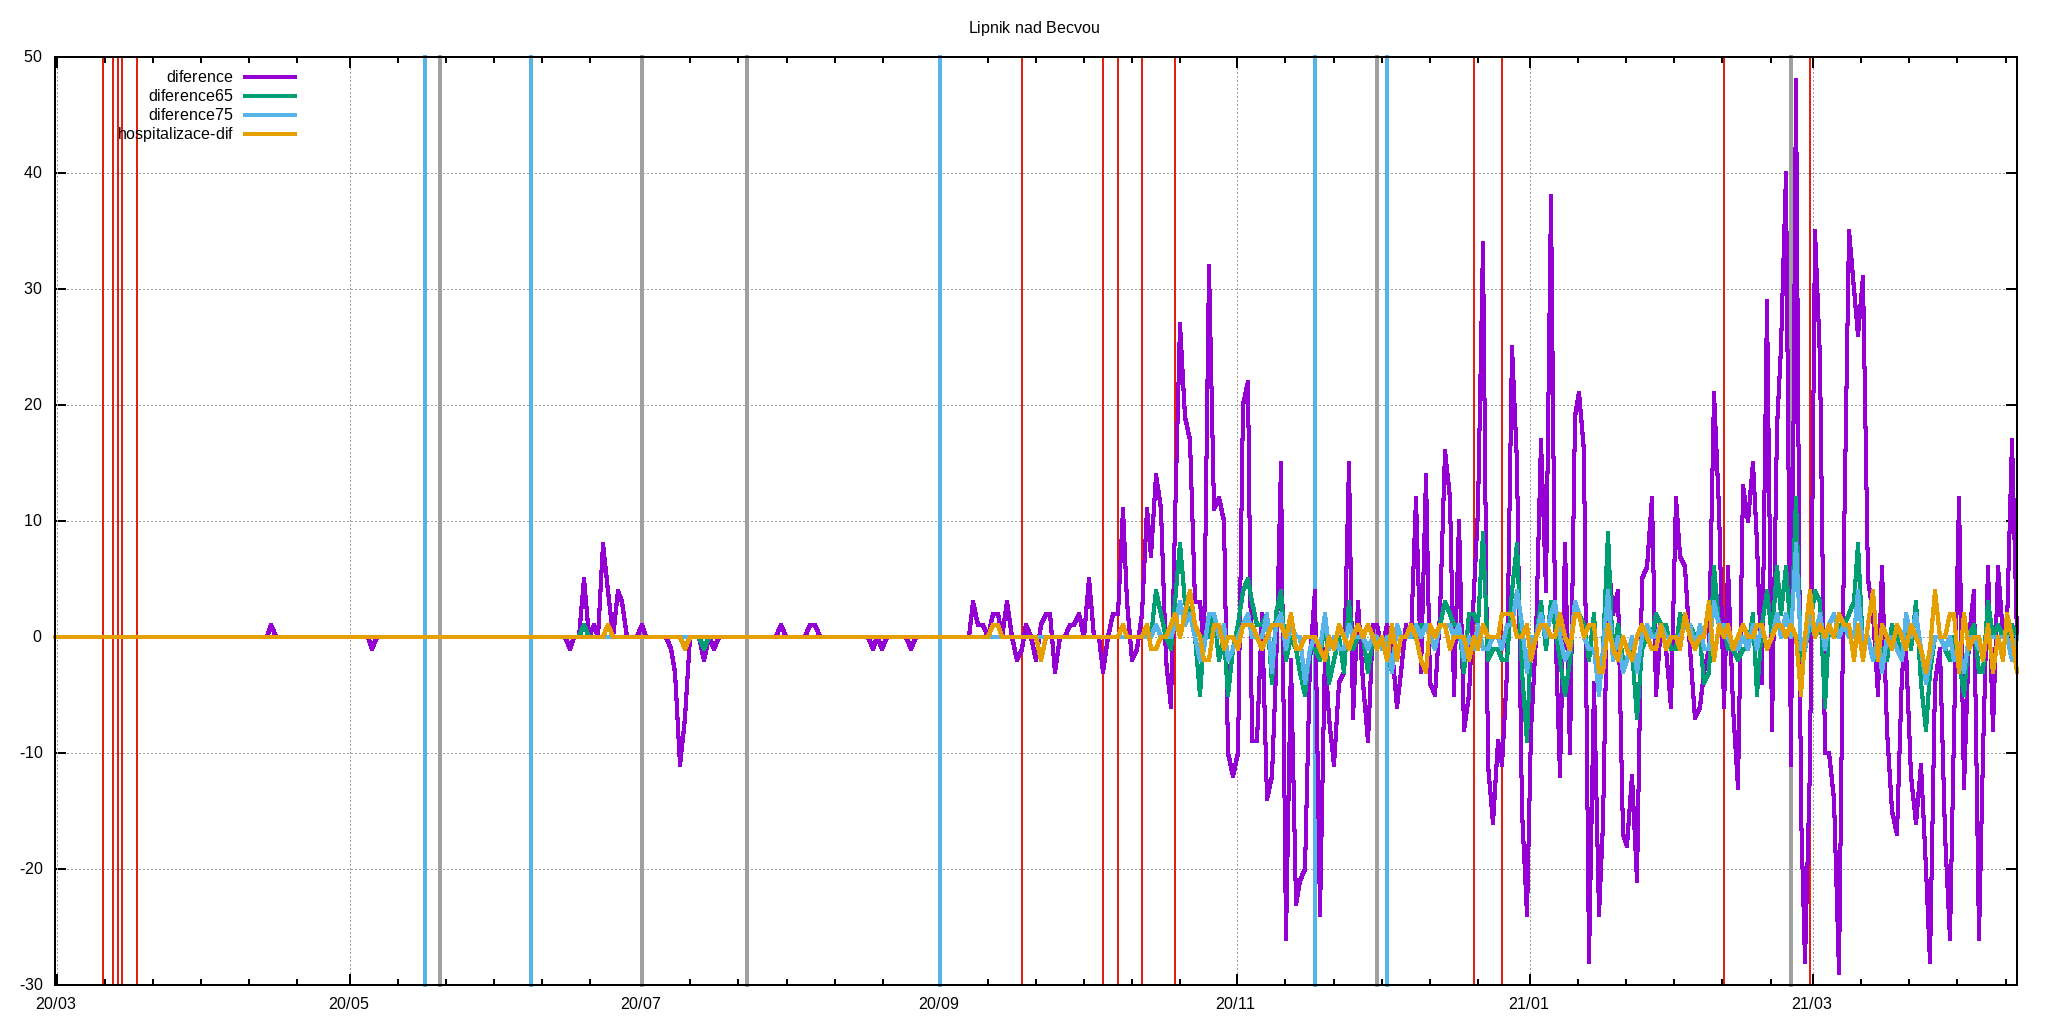 Lipnik nad Becvou
50
40
30
20
10
0
-10
-20
-30
diference
diference65
diference75
hospitalizace-dif
20/03 20/05 20/07 20/09 20/11 21/01 21/03